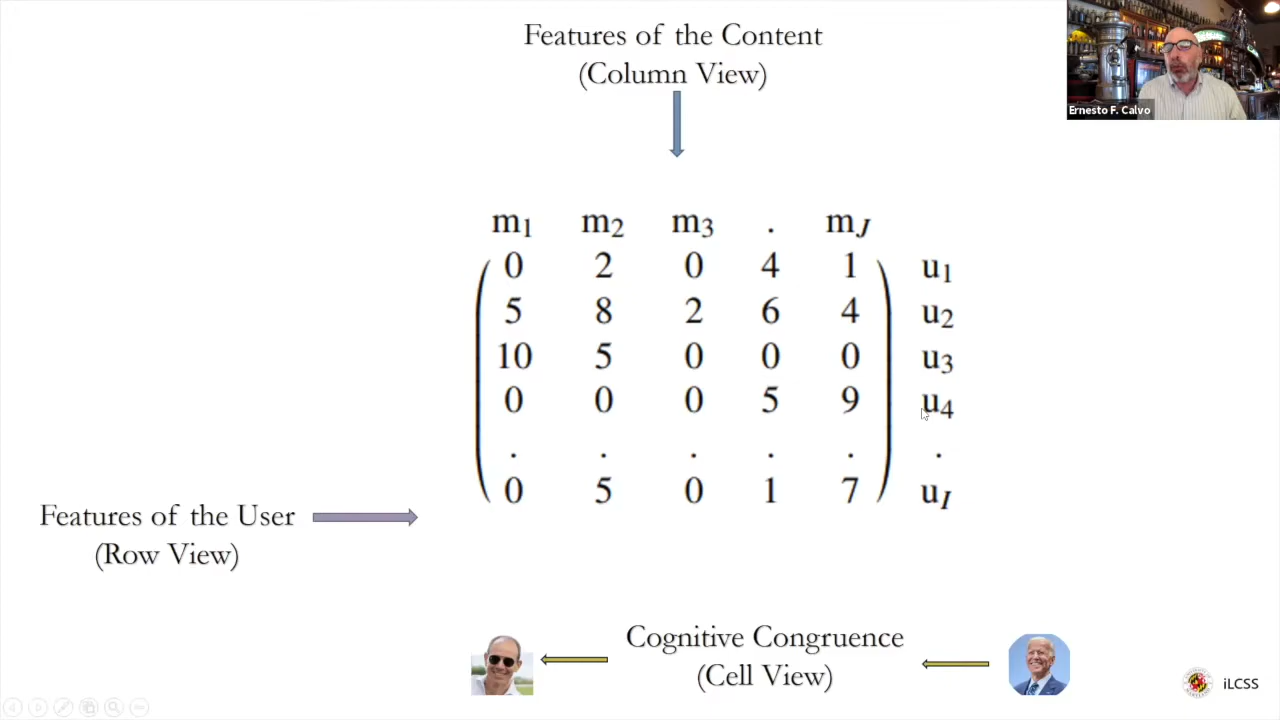 Features of the Content
(Column View)
Ernesto F. Calvo
m1 m2 m3 . mJ
0 2 0 4 1 u1
5 8 2 6 4 u2
10 5 0 0 0 u3
0 0 0 5 9 u4
. . . . . .
0 5 0 1 7 uI
Features of the User
(Row View)
Cognitive Congruence
(Cell View)
iLCSS